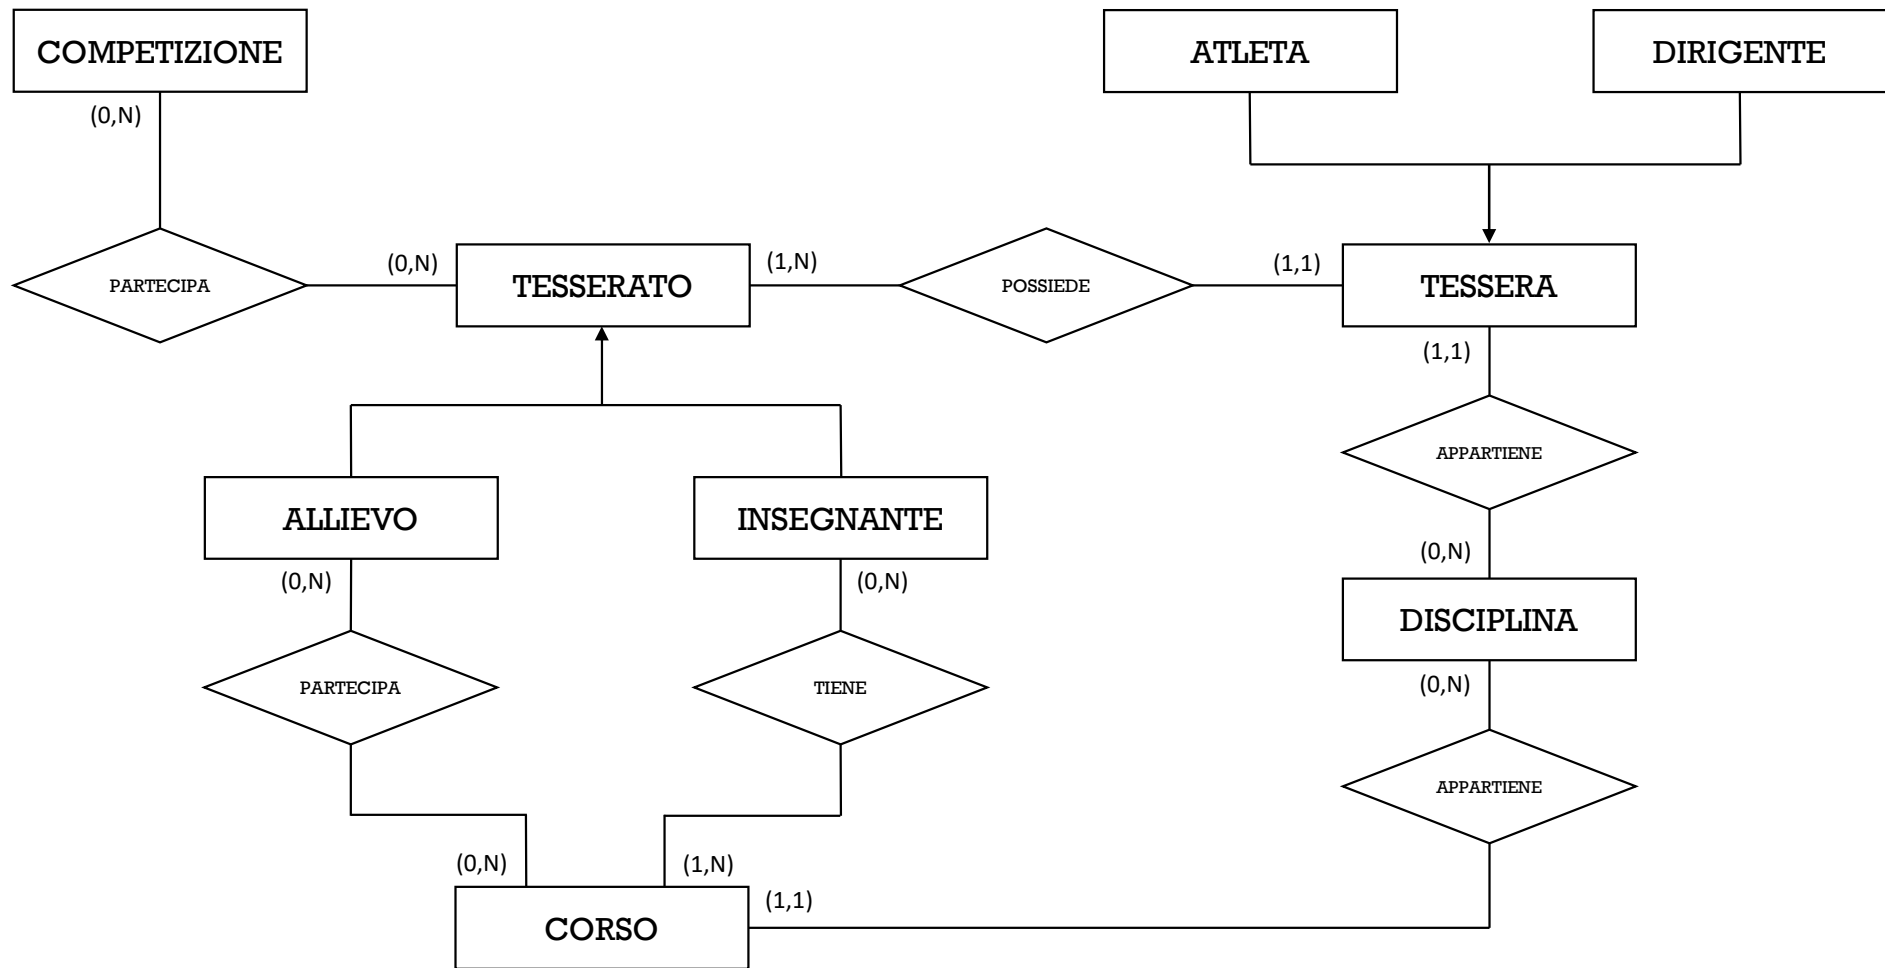 COMPETIZIONE
ATLETA
DIRIGENTE
(0,N)
PARTECIPA
(0,N)
TESSERATO
(1,N)
POSSIEDE
(1,1)
TESSERA
(1,1)
APPARTIENE
ALLIEVO
INSEGNANTE
(0,N)
(0,N)
(0,N)
DISCIPLINA
PARTECIPA
TIENE
(0,N)
APPARTIENE
(0,N)
(1,N)
(1,1)
CORSO